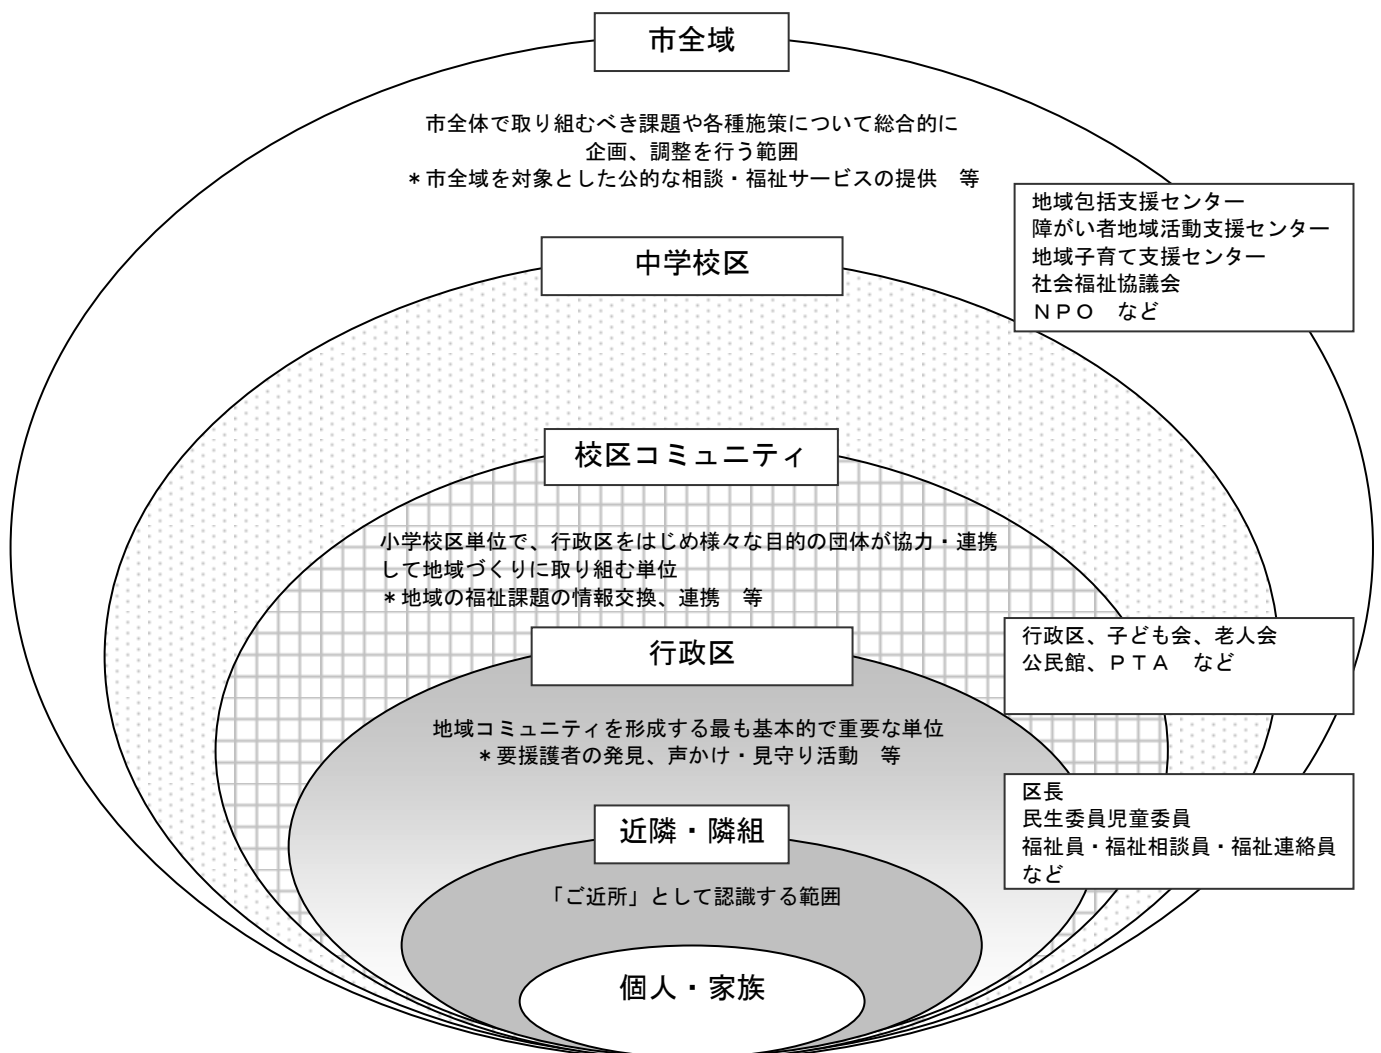 市全域
市全体で取り組むべき課題や各種施策について総合的に
企画、調整を行う範囲
＊市全域を対象とした公的な相談・福祉サービスの提供　等
地域包括支援センター
障がい者地域活動支援センター
地域子育て支援センター
社会福祉協議会
ＮＰＯ　など
中学校区
校区コミュニティ
小学校区単位で、行政区をはじめ様々な目的の団体が協力・連携
して地域づくりに取り組む単位
＊地域の福祉課題の情報交換、連携　等
行政区、子ども会、老人会
公民館、ＰＴＡ　など
行政区
地域コミュニティを形成する最も基本的で重要な単位
＊要援護者の発見、声かけ・見守り活動　等
区長
民生委員児童委員
福祉員・福祉相談員・福祉連絡員
など
近隣・隣組
「ご近所」として認識する範囲
個人・家族